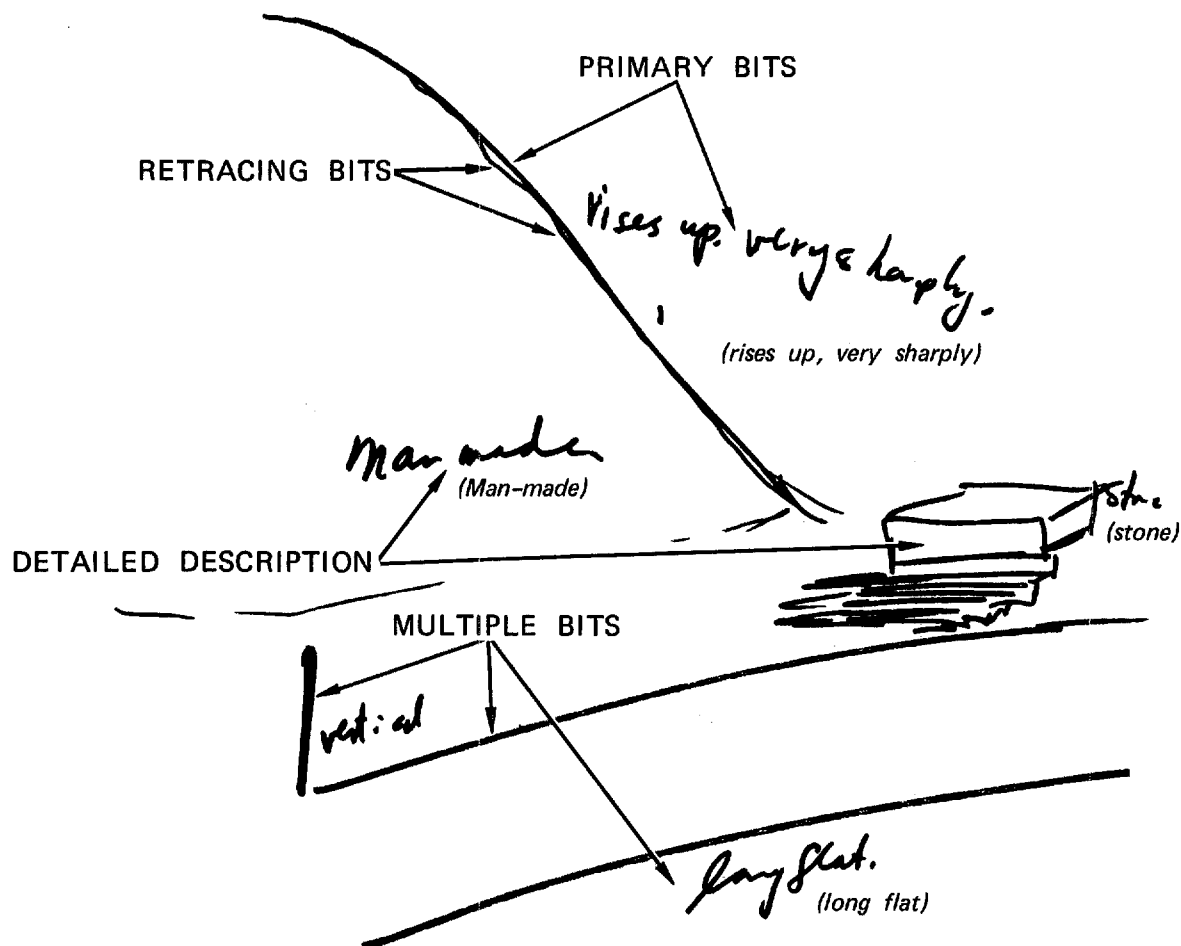 PRIMARY BITS
RETRACING BITS
rises up. very sharply.
(rises up, very sharply)
Man made
(Man-made)
stone
(stone)
DETAILED DESCRIPTION
MULTIPLE BITS
vertical
long flat.
(long flat)